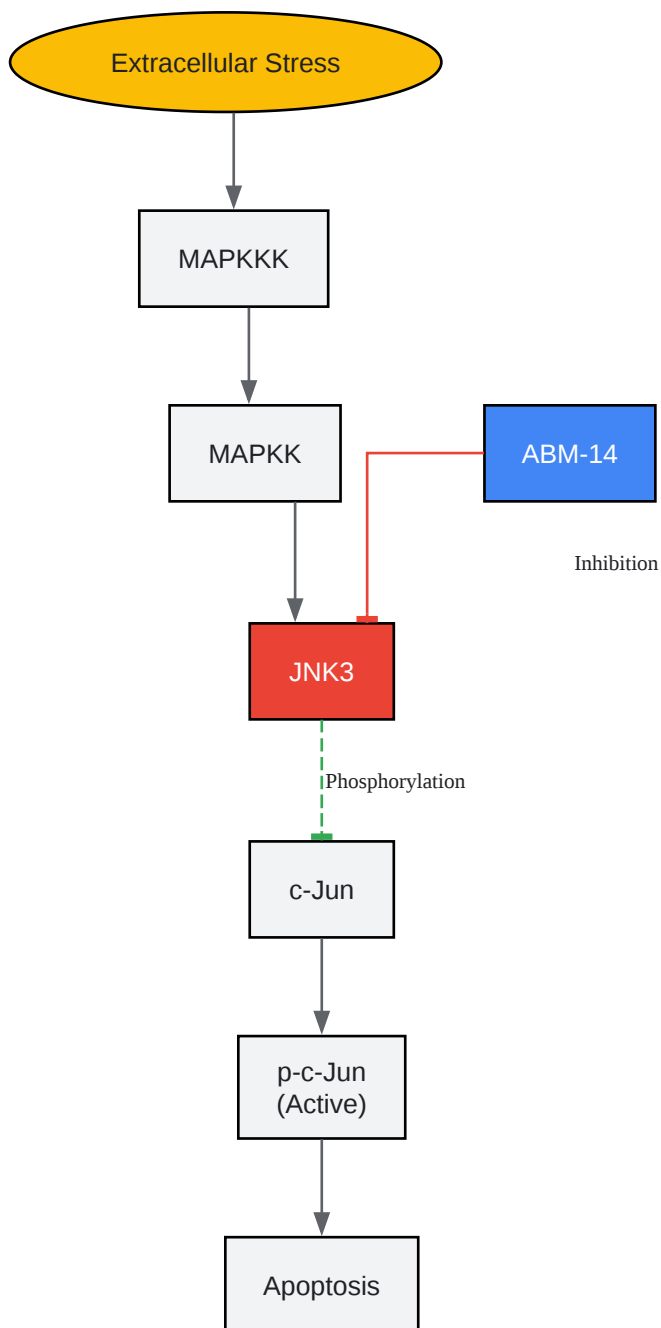 Extracellular Stress
MAPKKK
MAPKK
ABM-14
Inhibition
JNK3
Phosphorylation
c-Jun
p-c-Jun
(Active)
Apoptosis